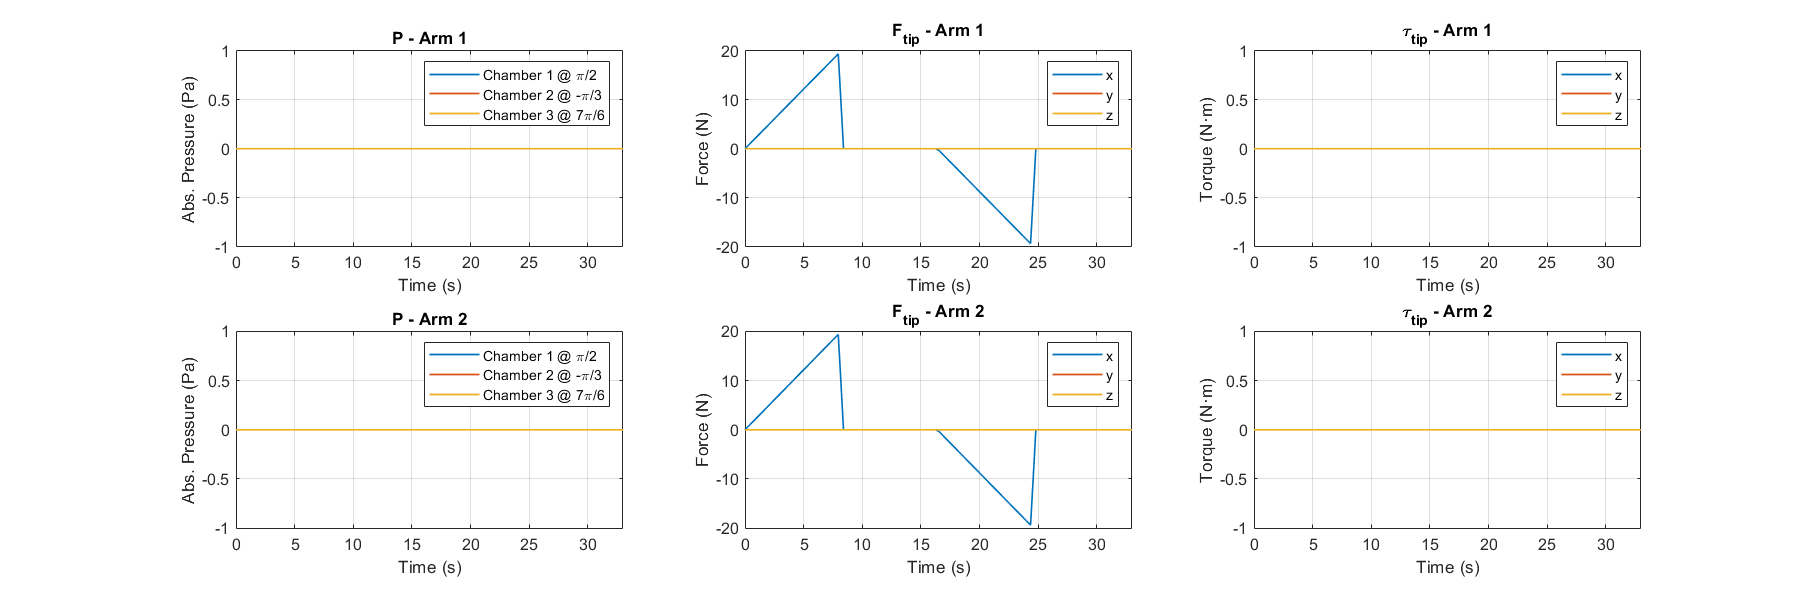 P - Arm 1
Abs. Pressure (Pa)
1
0.5
0
-0.5
-1
Chamber 1 @ π/2
Chamber 2 @ -π/3
Chamber 3 @ 7π/6
0 5 10 15 20 25 30
Time (s)
F_tip - Arm 1
Force (N)
20
10
0
-10
-20
x
y
z
0 5 10 15 20 25 30
Time (s)
τ_tip - Arm 1
Torque (N·m)
1
0.5
0
-0.5
-1
x
y
z
0 5 10 15 20 25 30
Time (s)
P - Arm 2
Abs. Pressure (Pa)
1
0.5
0
-0.5
-1
Chamber 1 @ π/2
Chamber 2 @ -π/3
Chamber 3 @ 7π/6
0 5 10 15 20 25 30
Time (s)
F_tip - Arm 2
Force (N)
20
10
0
-10
-20
x
y
z
0 5 10 15 20 25 30
Time (s)
τ_tip - Arm 2
Torque (N·m)
1
0.5
0
-0.5
-1
x
y
z
0 5 10 15 20 25 30
Time (s)